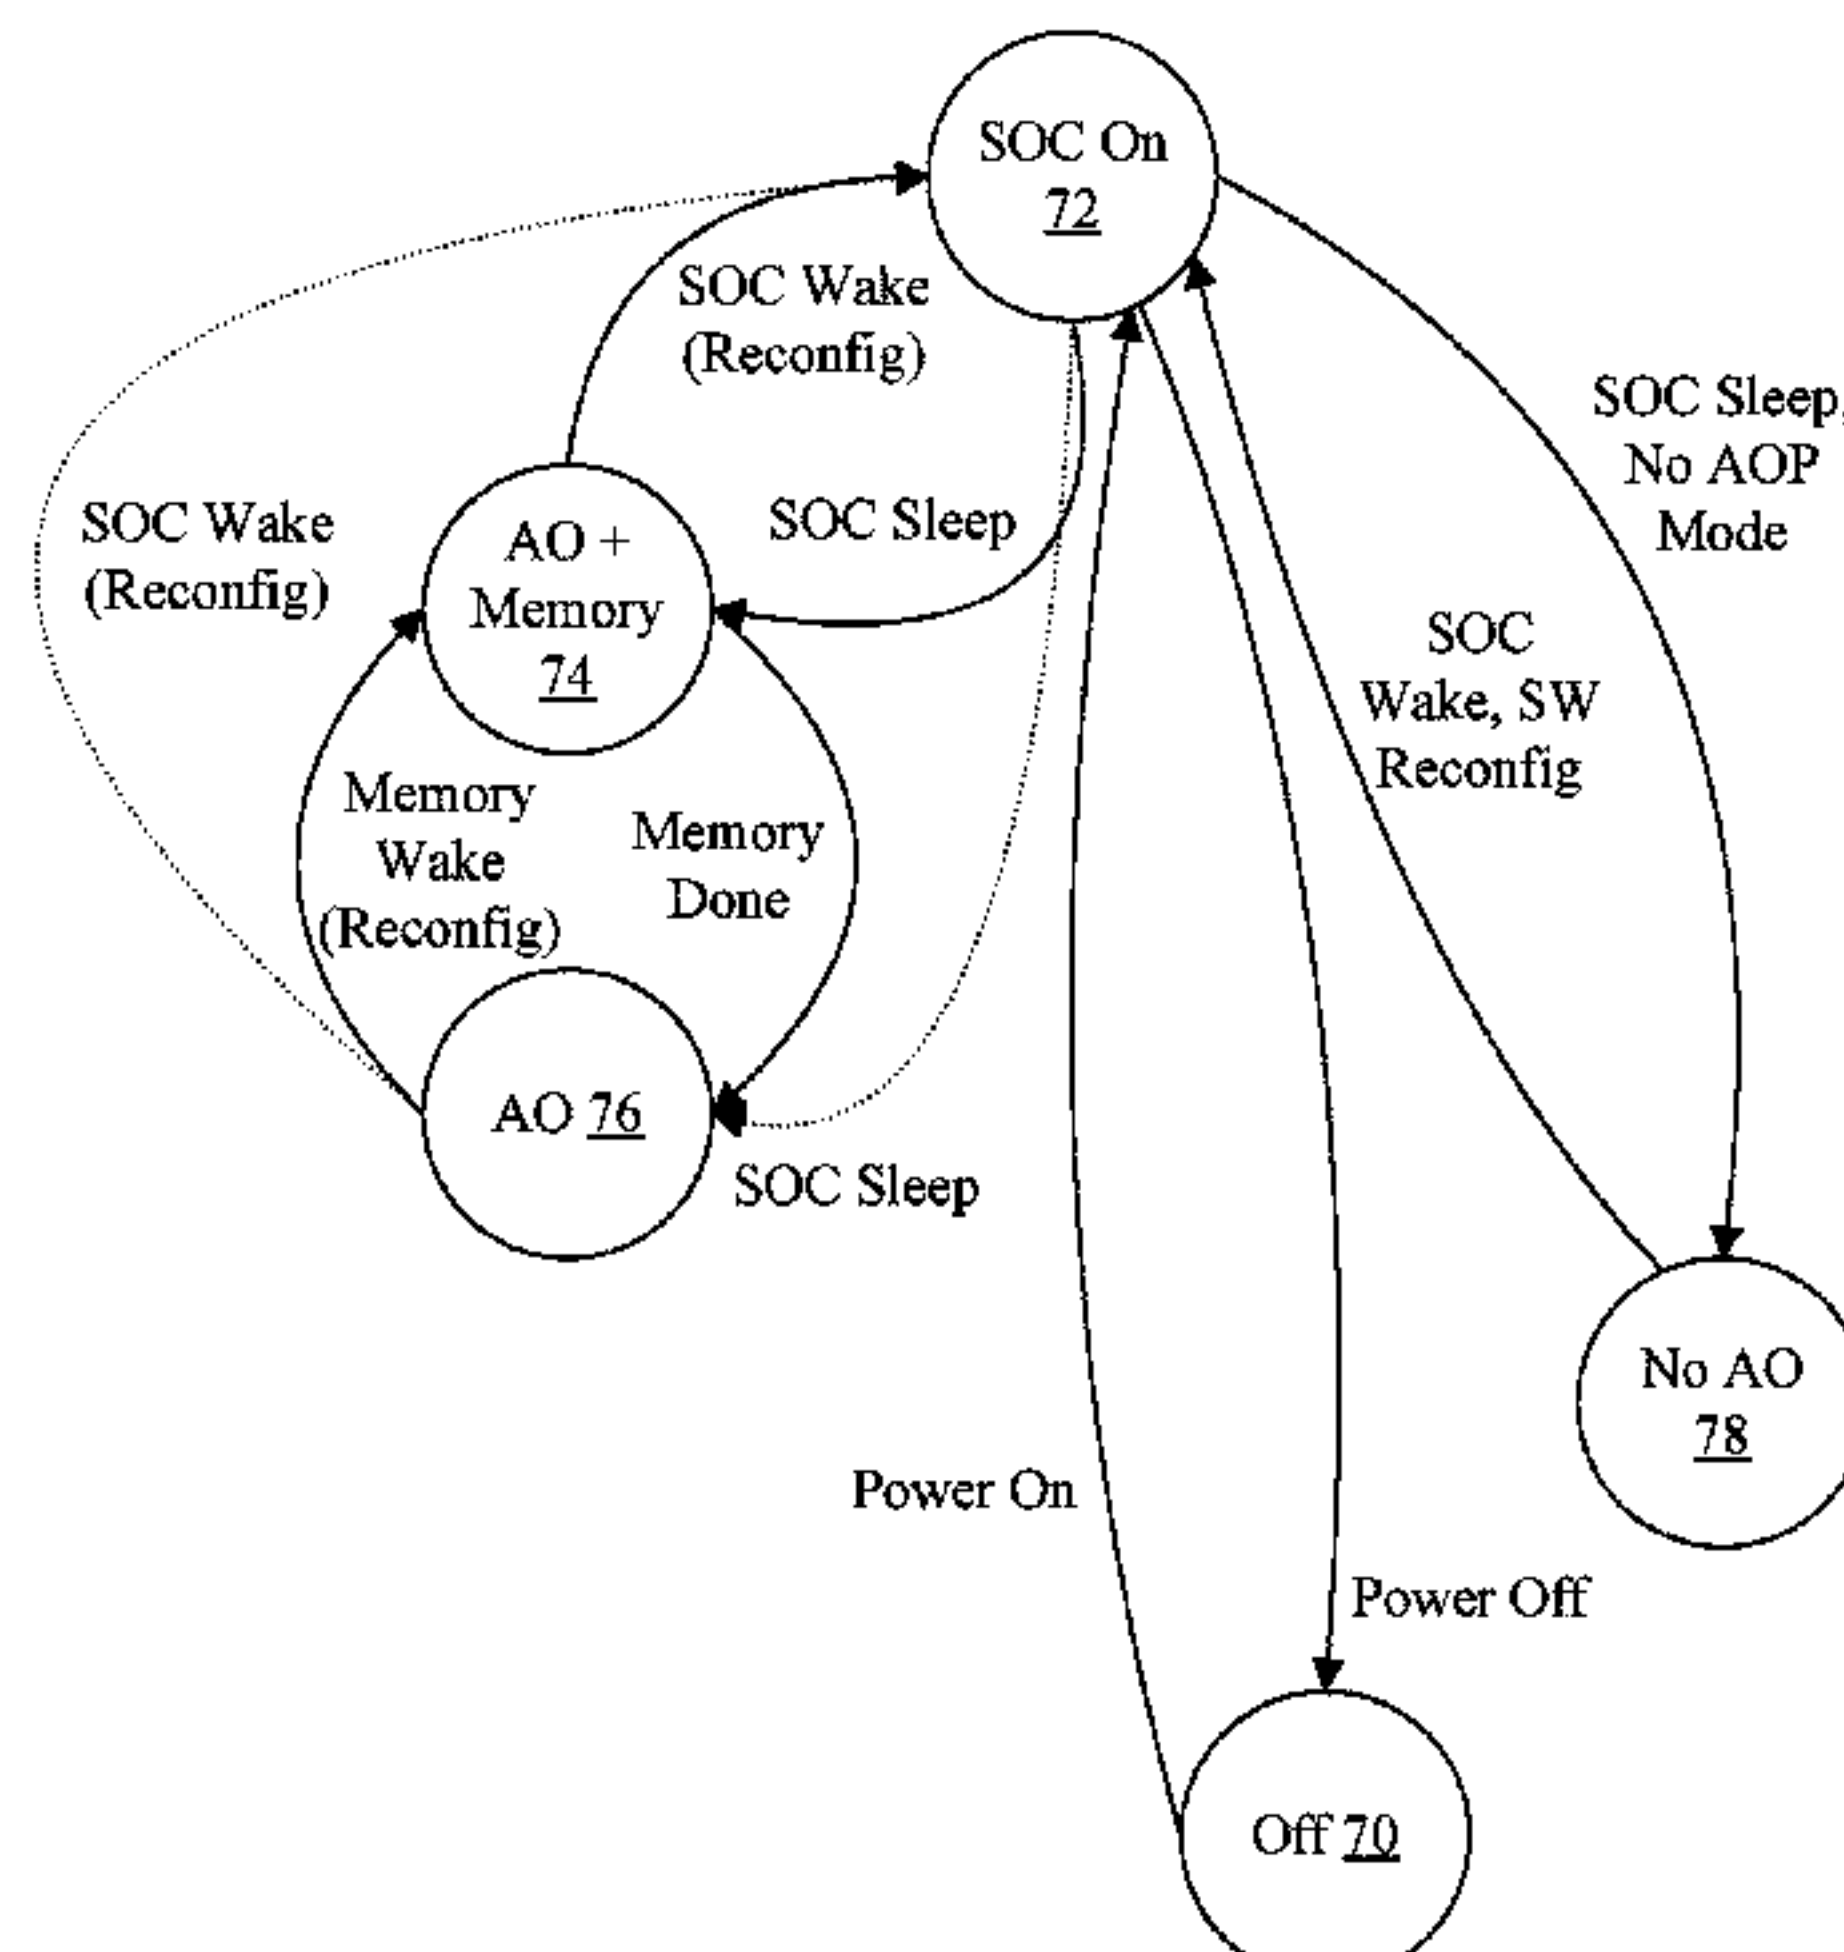 SOC On
72
SOC Wake
(Reconfig)
SOC Sleep,
No AOP
Mode
SOC Wake
(Reconfig)
AO +
Memory
74
SOC Sleep
SOC
Wake, SW
Reconfig
Memory
Wake
(Reconfig)
Memory
Done
AO 76
SOC Sleep
No AO
78
Power On
Power Off
Off 70